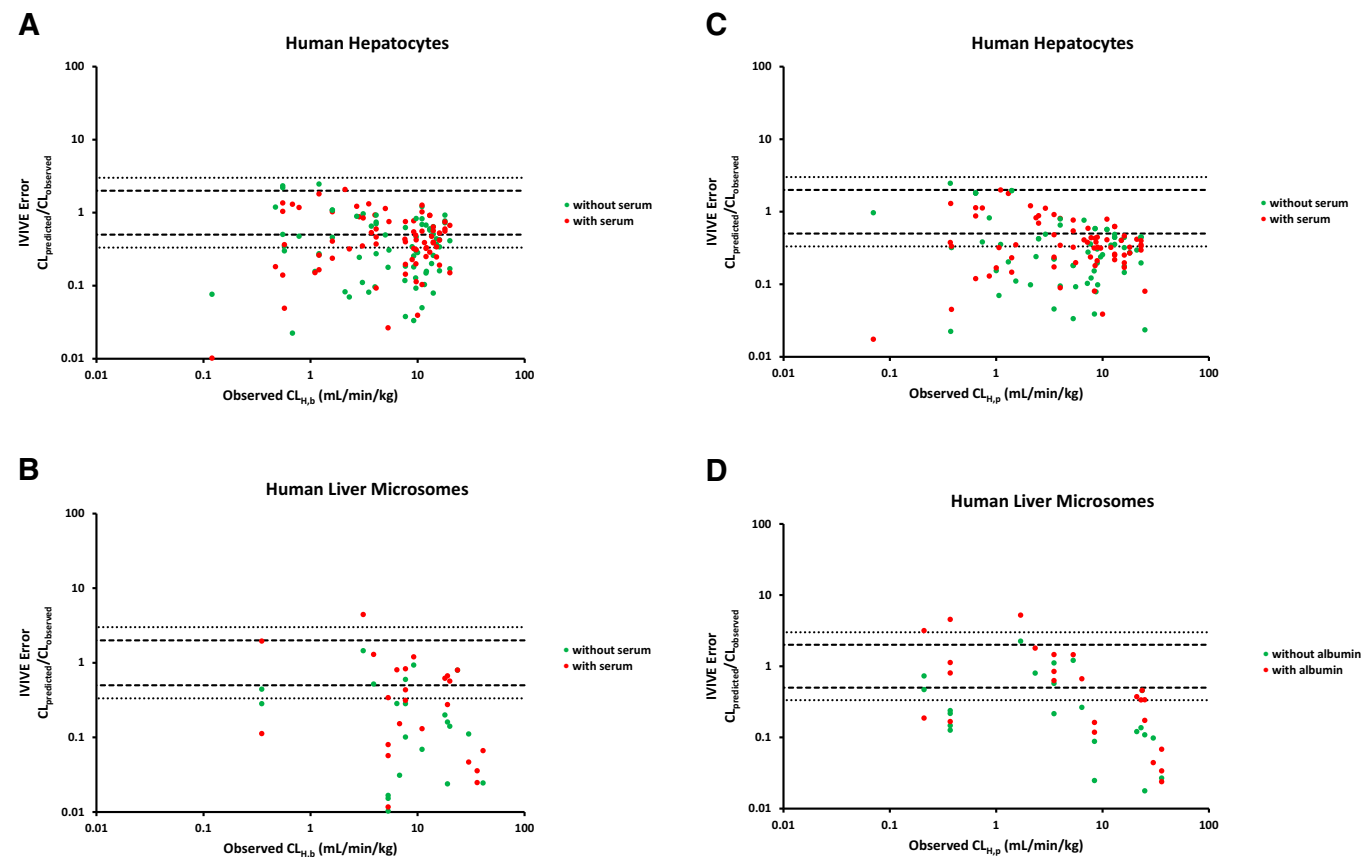 A
Human Hepatocytes
IVIVE Error
CLpredicted/CLobserved
100
10
1
0.1
0.01
0.01
0.1
1
10
100
Observed CLH,b (mL/min/kg)
without serum
with serum
C
Human Hepatocytes
IVIVE Error
CLpredicted/CLobserved
100
10
1
0.1
0.01
0.01
0.1
1
10
100
Observed CLH,p (mL/min/kg)
without serum
with serum
B
Human Liver Microsomes
IVIVE Error
CLpredicted/CLobserved
100
10
1
0.1
0.01
0.01
0.1
1
10
100
Observed CLH,b (mL/min/kg)
without serum
with serum
D
Human Liver Microsomes
IVIVE Error
CLpredicted/CLobserved
100
10
1
0.1
0.01
0.01
0.1
1
10
100
Observed CLH,p (mL/min/kg)
without albumin
with albumin